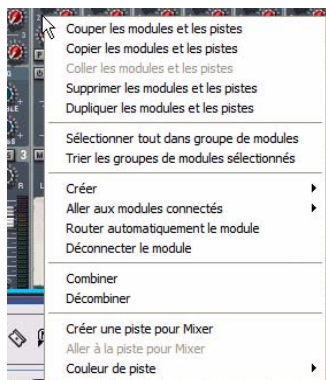 Couper les modules et les pistes
Copier les modules et les pistes
Coller les modules et les pistes
Supprimer les modules et les pistes
Dupliquer les modules et les pistes
Sélectionner tout dans groupe de modules
Trier les groupes de modules sélectionnés
Créer
Aller aux modules connectés
Router automatiquement le module
Déconnecter le module
Combiner
Décombiner
Créer une piste pour Mixer
Aller à la piste pour Mixer
Couleur de piste